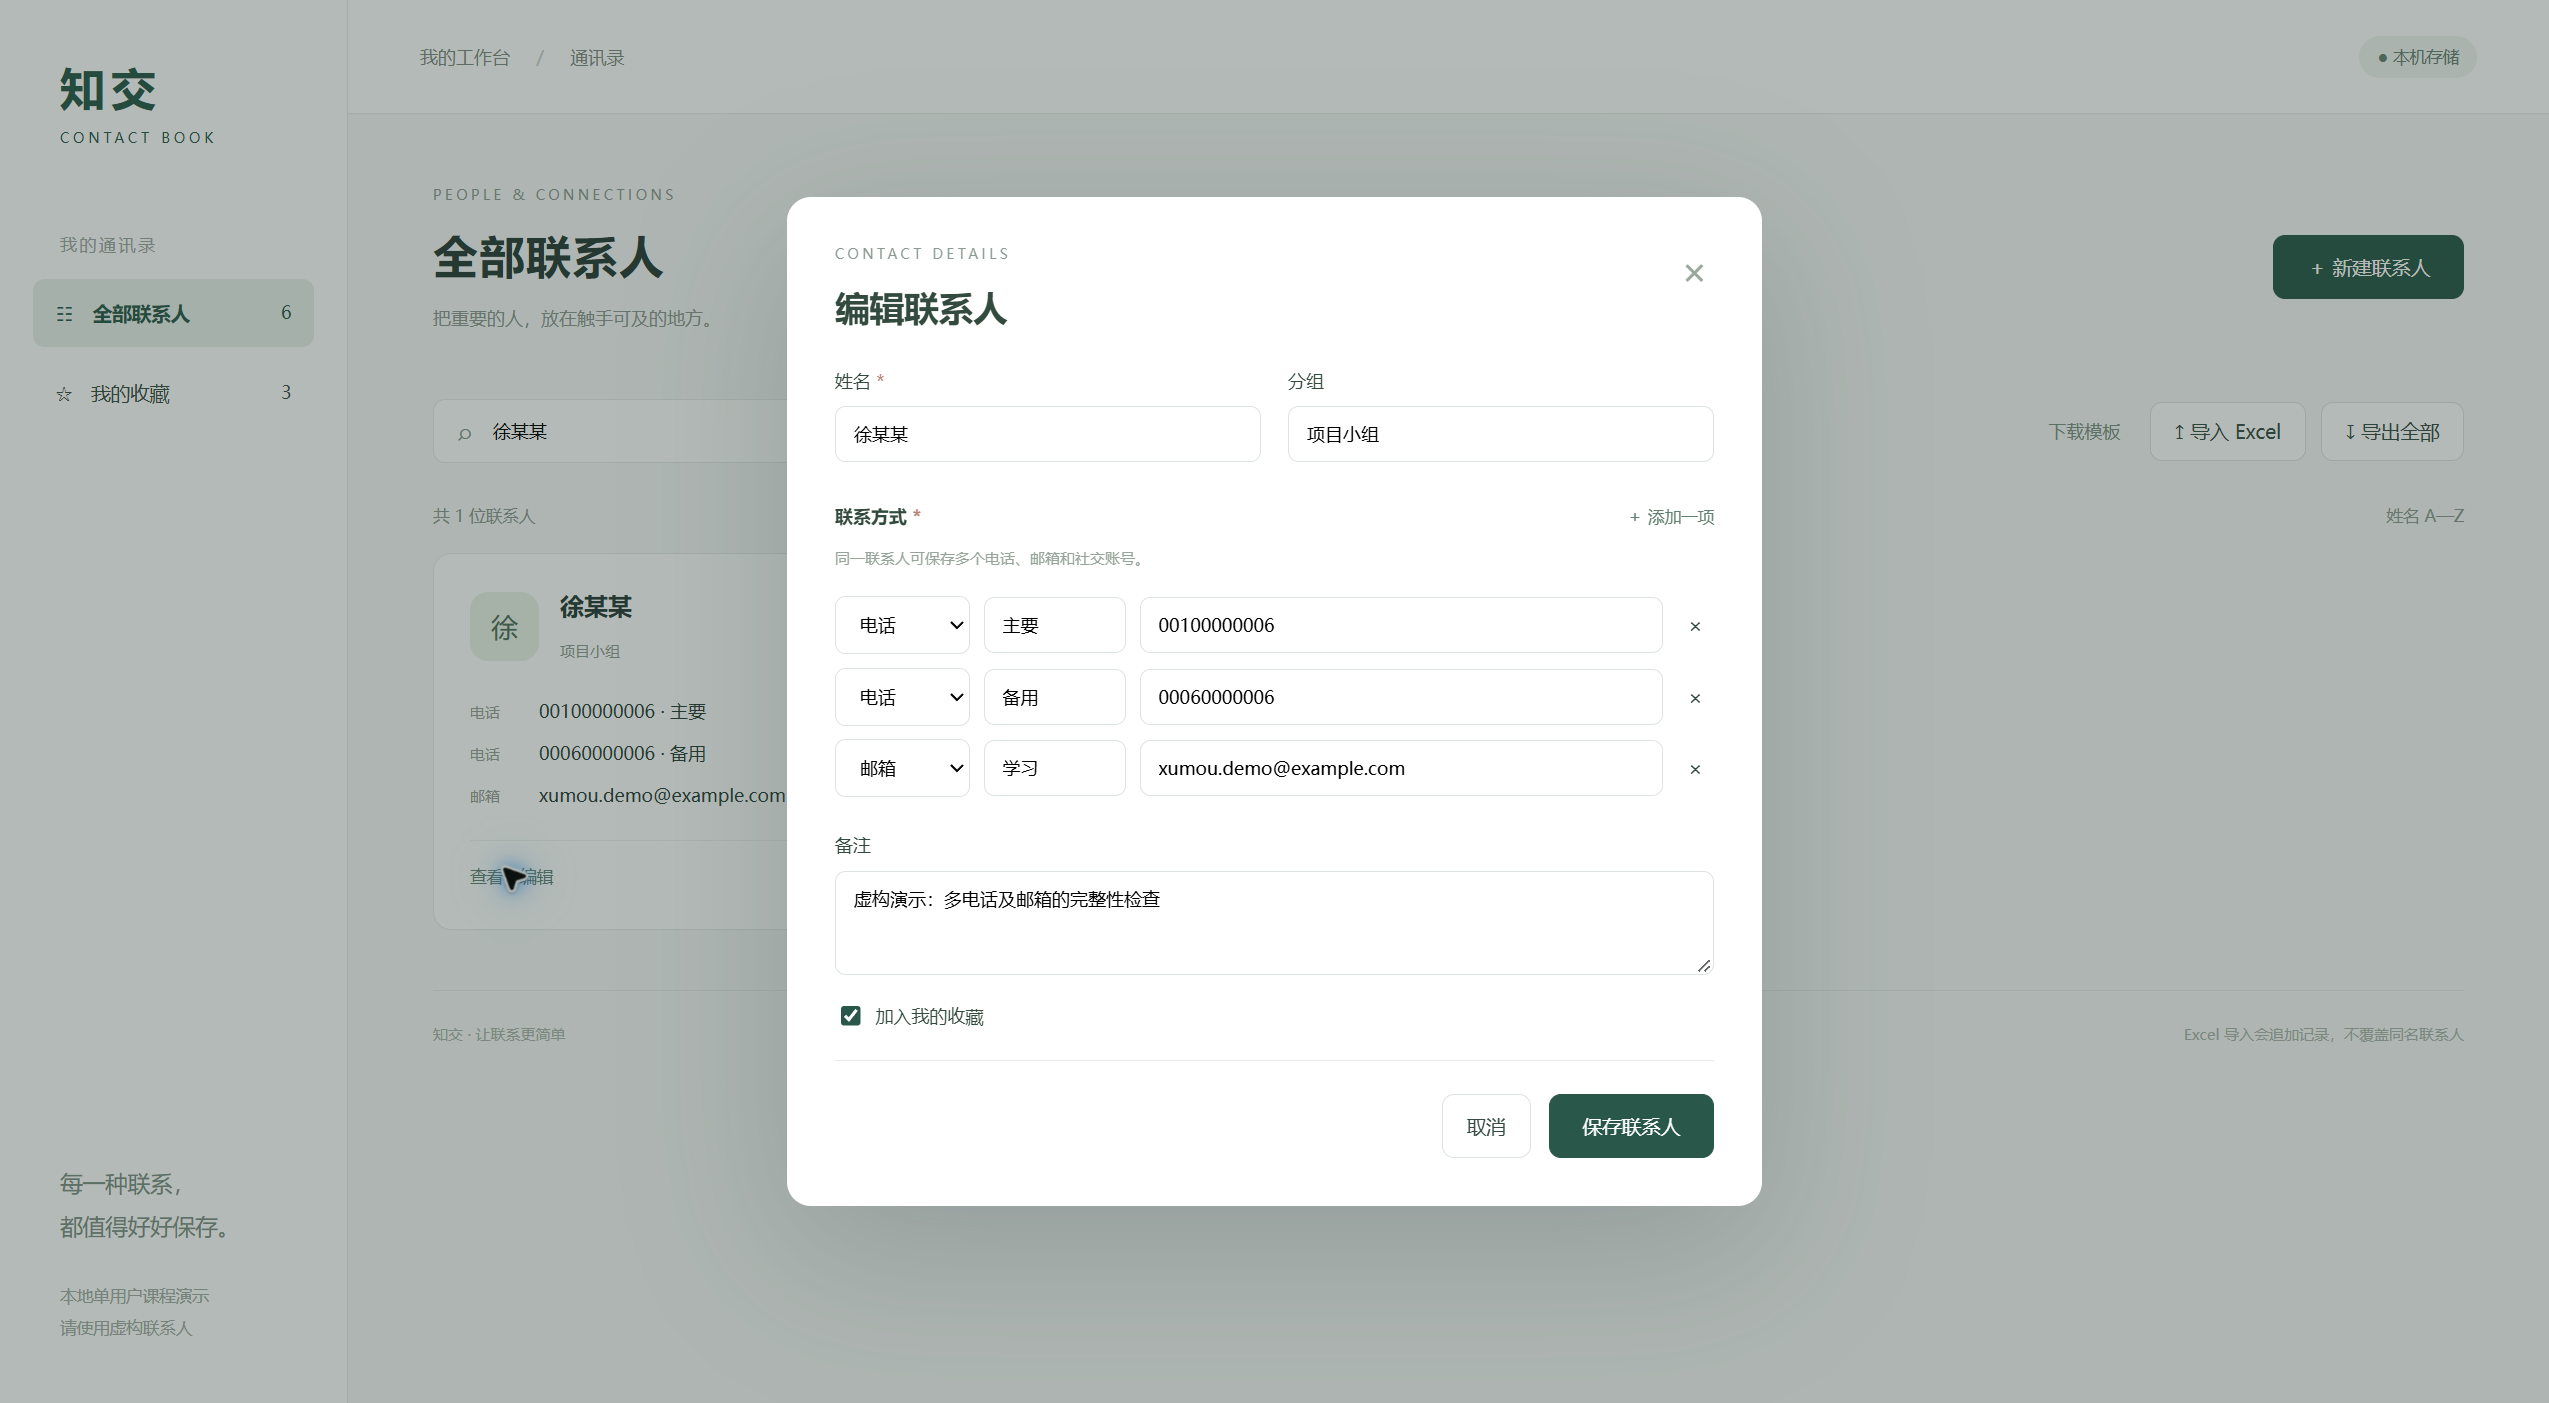 知交
CONTACT BOOK
我的通讯录
全部联系人 6
☆ 我的收藏 3
每一种联系，
都值得好好保存。
本地单用户课程演示
请使用虚构联系人
我的工作台 / 通讯录
本机存储
PEOPLE & CONNECTIONS
全部联系人
把重要的人，放在触手可及的地方。
+ 新建联系人
徐某某
下载模板
↥ 导入 Excel
↧ 导出全部
共 1 位联系人
姓名 A—Z
徐
徐某某
项目小组
电话 00100000006 · 主要
电话 00060000006 · 备用
邮箱 xumou.demo@example.com
查看 编辑
知交 · 让联系更简单
Excel 导入会追加记录，不覆盖同名联系人
CONTACT DETAILS
编辑联系人
×
姓名 *
分组
徐某某
项目小组
联系方式 *
+ 添加一项
同一联系人可保存多个电话、邮箱和社交账号。
电话 主要 00100000006 ×
电话 备用 00060000006 ×
邮箱 学习 xumou.demo@example.com ×
备注
虚构演示：多电话及邮箱的完整性检查
加入我的收藏
取消
保存联系人